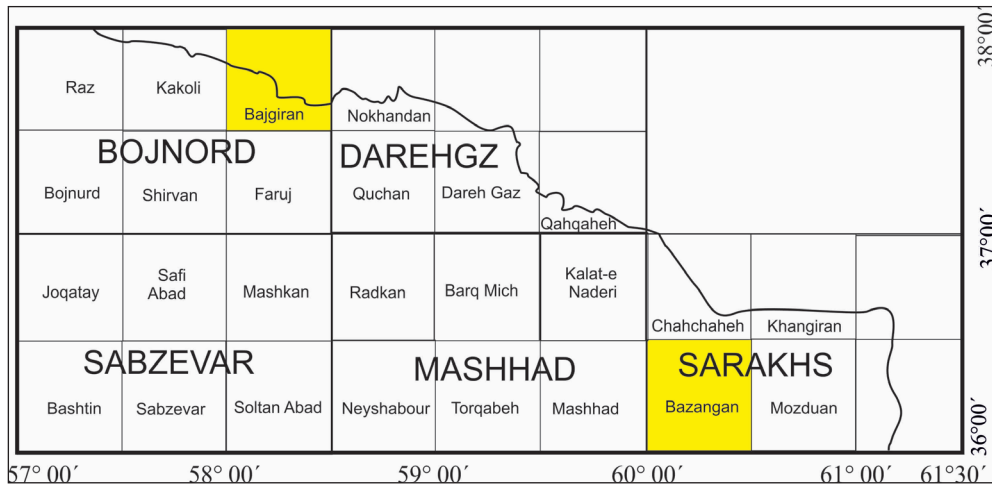 Raz Kakoli Bajgiran Nokhandan
BOJNORD DAREHGZ
Bojnurd Shirvan Faruj Quchan Dareh Gaz
Qahqaheh
Joqatay Safi Abad Mashkan Radkan Barq Mich Kalat-e Naderi
Chahchaheh Khangiran
SABZEVAR MASHHAD SARAKHS
Bashtin Sabzevar Soltan Abad Neyshabour Torqabeh Mashhad Bazangan Mozduan
57° 00´ 58° 00´ 59° 00´ 60° 00´ 61° 00´ 61° 30´
38°00´
37°00´
36°00´